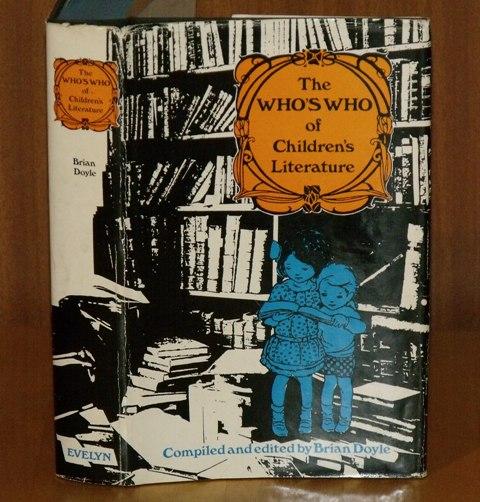 The
WHO'S WHO
of
Children's
Literature
Brian
Doyle
EVELYN
The
WHO'S WHO
of
Children's
Literature
Compiled and edited by Brian Doyle